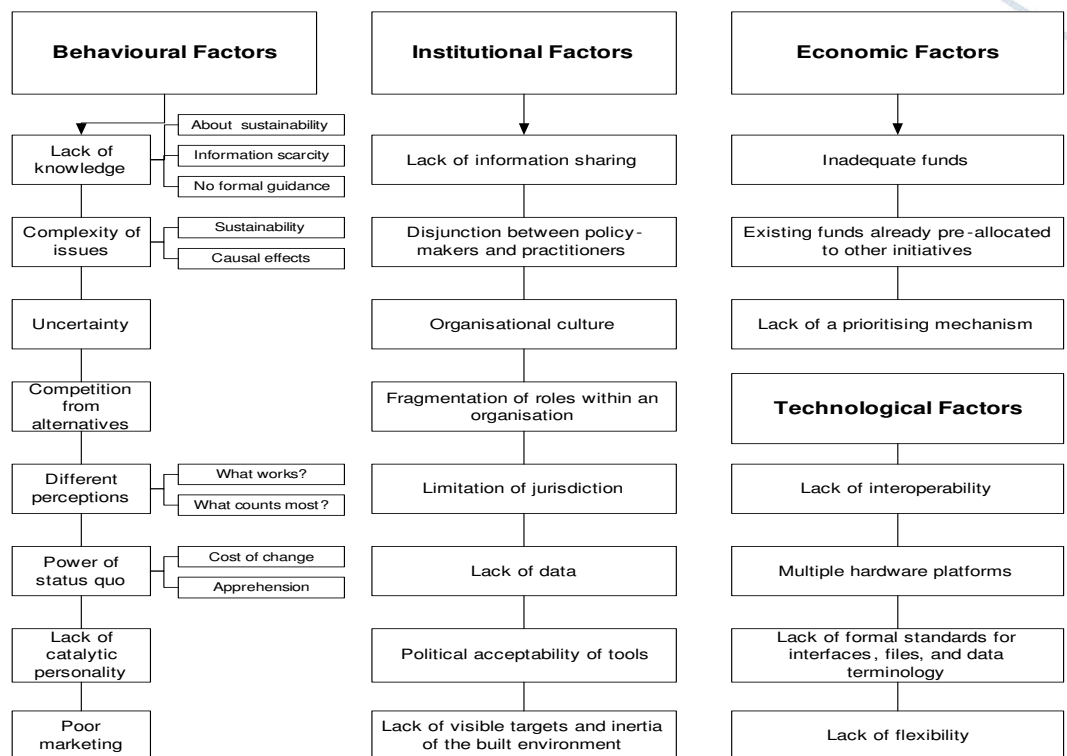 Behavioural Factors
Lack of
knowledge
About sustainability
Information scarcity
No formal guidance
Complexity of
issues
Sustainability
Causal effects
Uncertainty
Competition
from
alternatives
Different
perceptions
What works?
What counts most?
Power of
status quo
Cost of change
Apprehension
Lack of
catalytic
personality
Poor
marketing
Institutional Factors
Lack of information sharing
Disjunction between policy-
makers and practitioners
Organisational culture
Fragmentation of roles within an
organisation
Limitation of jurisdiction
Lack of data
Political acceptability of tools
Lack of visible targets and inertia
of the built environment
Economic Factors
Inadequate funds
Existing funds already pre-allocated
to other initiatives
Lack of a prioritising mechanism
Technological Factors
Lack of interoperability
Multiple hardware platforms
Lack of formal standards for
interfaces, files, and data
terminology
Lack of flexibility